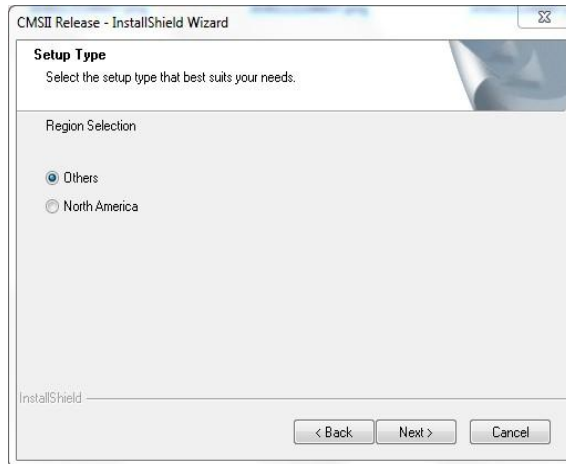 CMSII Release - InstallShield Wizard
Setup Type
Select the setup type that best suits your needs.
Region Selection
Others
North America
InstallShield
< Back
Next >
Cancel